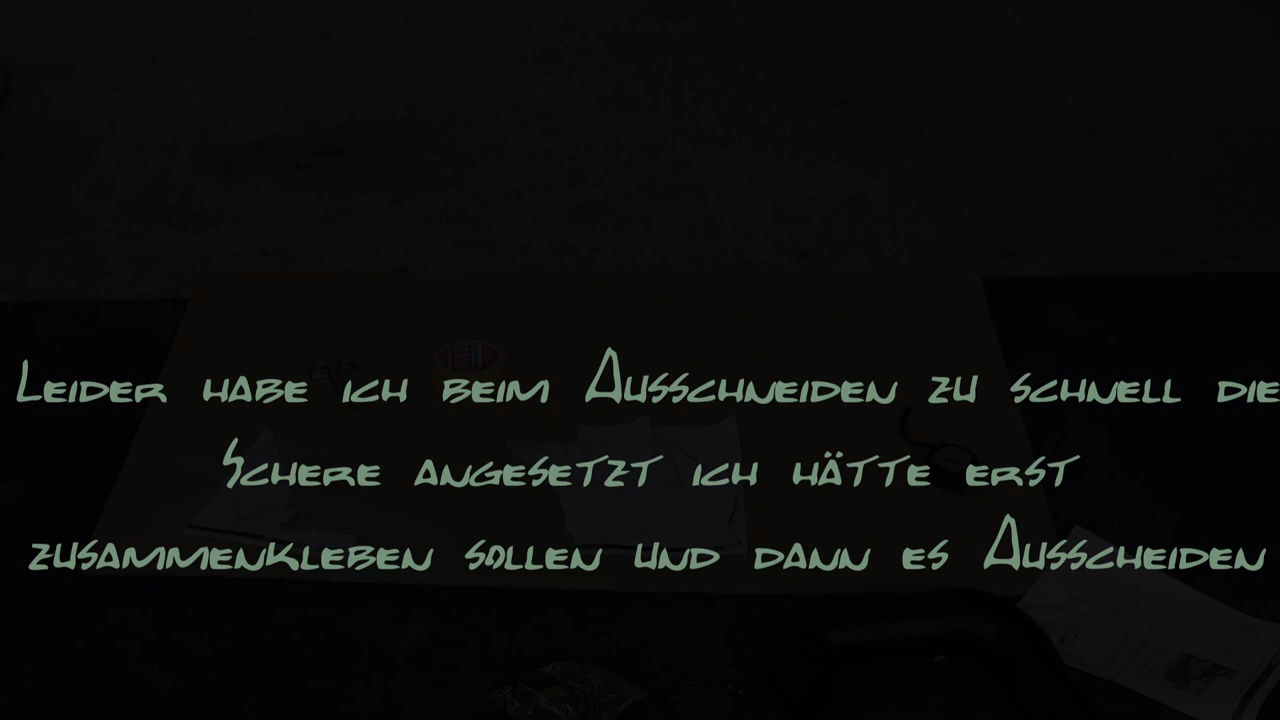 Leider habe ich beim Ausschneiden zu schnell die
Schere angesetzt ich hätte erst
zusammenkleben sollen und dann es Ausscheiden